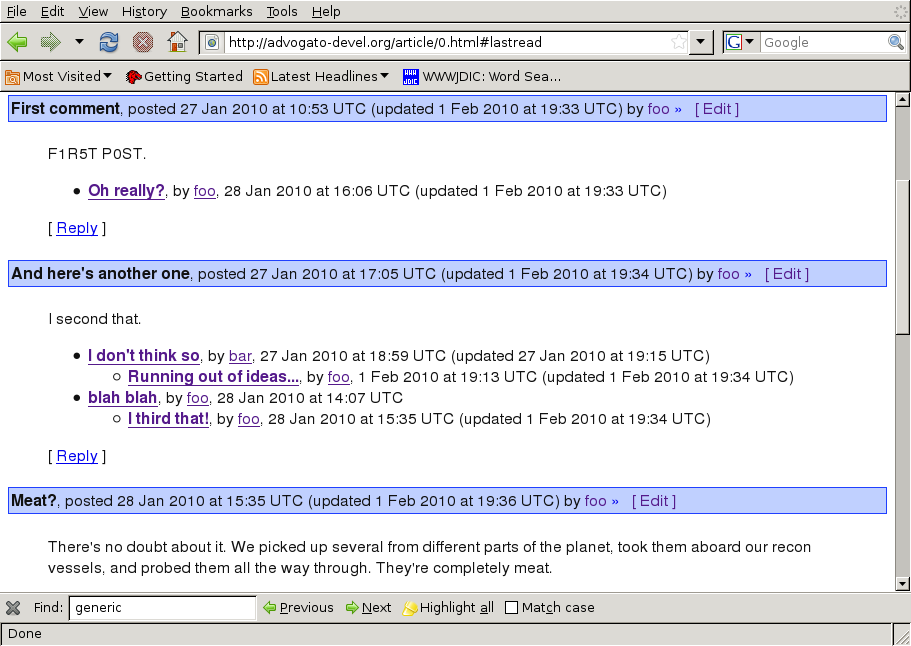 File Edit View History Bookmarks Tools Help
http://advogato-devel.org/article/0.html#lastread G Google
Most Visited Getting Started Latest Headlines WWW JDIC WWWJDIC: Word Sea...
First comment, posted 27 Jan 2010 at 10:53 UTC (updated 1 Feb 2010 at 19:33 UTC) by foo » [ Edit ]
F1R5T P0ST.
• Oh really?, by foo, 28 Jan 2010 at 16:06 UTC (updated 1 Feb 2010 at 19:33 UTC)
[ Reply ]
And here's another one, posted 27 Jan 2010 at 17:05 UTC (updated 1 Feb 2010 at 19:34 UTC) by foo » [ Edit ]
I second that.
• I don't think so, by bar, 27 Jan 2010 at 18:59 UTC (updated 27 Jan 2010 at 19:15 UTC)
○ Running out of ideas..., by foo, 1 Feb 2010 at 19:13 UTC (updated 1 Feb 2010 at 19:34 UTC)
• blah blah, by foo, 28 Jan 2010 at 14:07 UTC
○ I third that!, by foo, 28 Jan 2010 at 15:35 UTC (updated 1 Feb 2010 at 19:34 UTC)
[ Reply ]
Meat?, posted 28 Jan 2010 at 15:35 UTC (updated 1 Feb 2010 at 19:36 UTC) by foo » [ Edit ]
There's no doubt about it. We picked up several from different parts of the planet, took them aboard our recon
vessels, and probed them all the way through. They're completely meat.
Find: generic Previous Next Highlight all Match case
Done